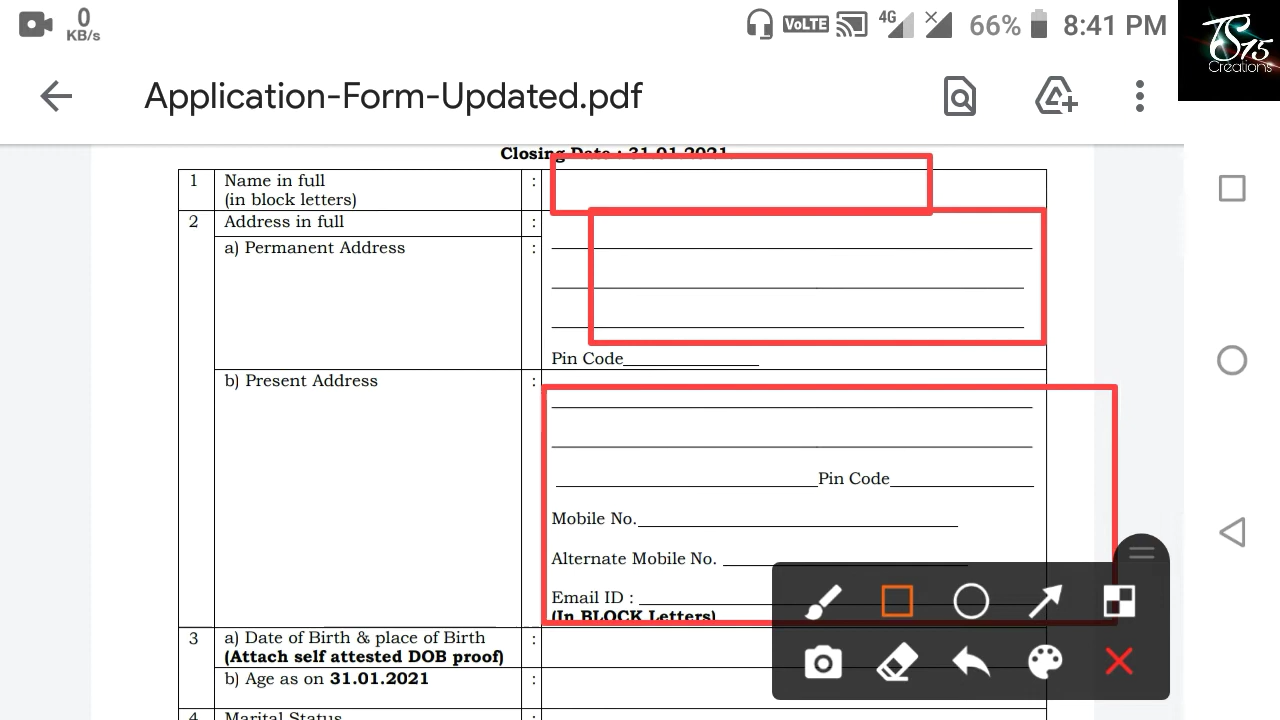 0
KB/s
VoLTE
4G
66%
8:41 PM
TS15
Creations
Application-Form-Updated.pdf
Closing Date : 31.01.2021
1 Name in full :
(in block letters)
2 Address in full :
a) Permanent Address :
Pin Code
b) Present Address :
Pin Code
Mobile No.
Alternate Mobile No.
Email ID :
(In BLOCK Letters)
3 a) Date of Birth & place of Birth :
(Attach self attested DOB proof)
b) Age as on 31.01.2021 :
4 Marital Status